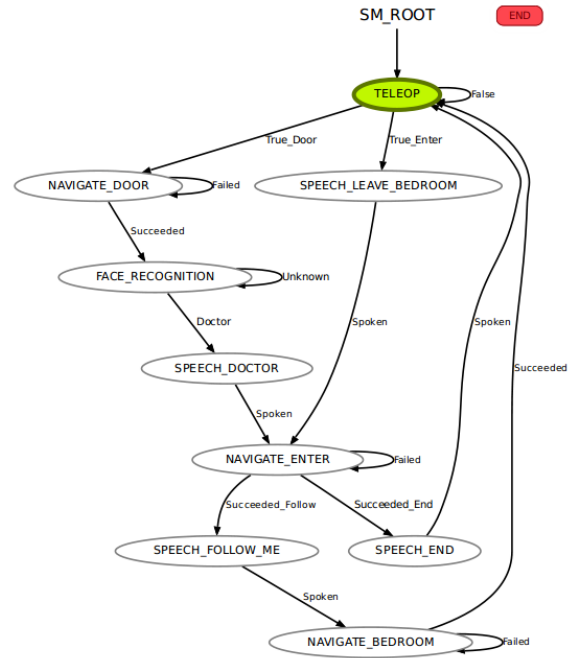 SM_ROOT
END
TELEOP
False
True_Door
True_Enter
NAVIGATE_DOOR
Failed
SPEECH_LEAVE_BEDROOM
Succeeded
FACE_RECOGNITION
Unknown
Doctor
Spoken
Spoken
SPEECH_DOCTOR
Succeeded
Spoken
NAVIGATE_ENTER
Failed
Succeeded_Follow
Succeeded_End
SPEECH_FOLLOW_ME
SPEECH_END
Spoken
NAVIGATE_BEDROOM
Failed